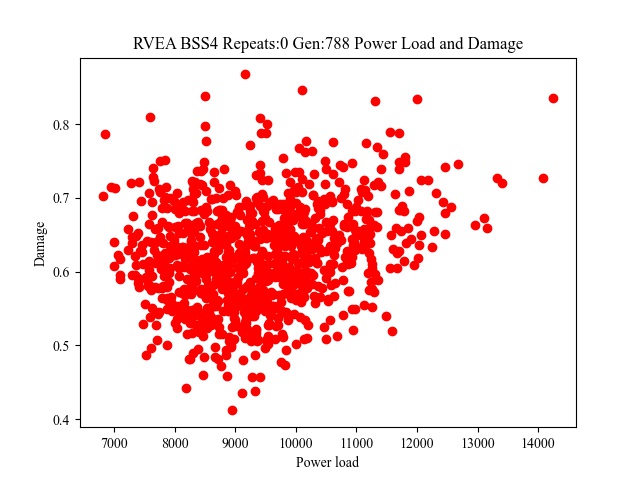 RVEA BSS4 Repeats:0 Gen:788 Power Load and Damage
0.8
0.7
0.6
0.5
0.4
Damage
7000 8000 9000 10000 11000 12000 13000 14000
Power load